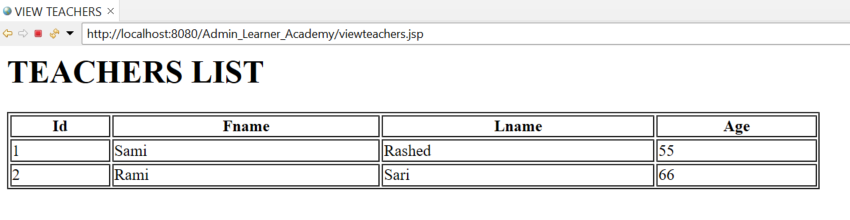 VIEW TEACHERS
http://localhost:8080/Admin_Learner_Academy/viewteachers.jsp
TEACHERS LIST
Id Fname Lname Age
1 Sami Rashed 55
2 Rami Sari 66